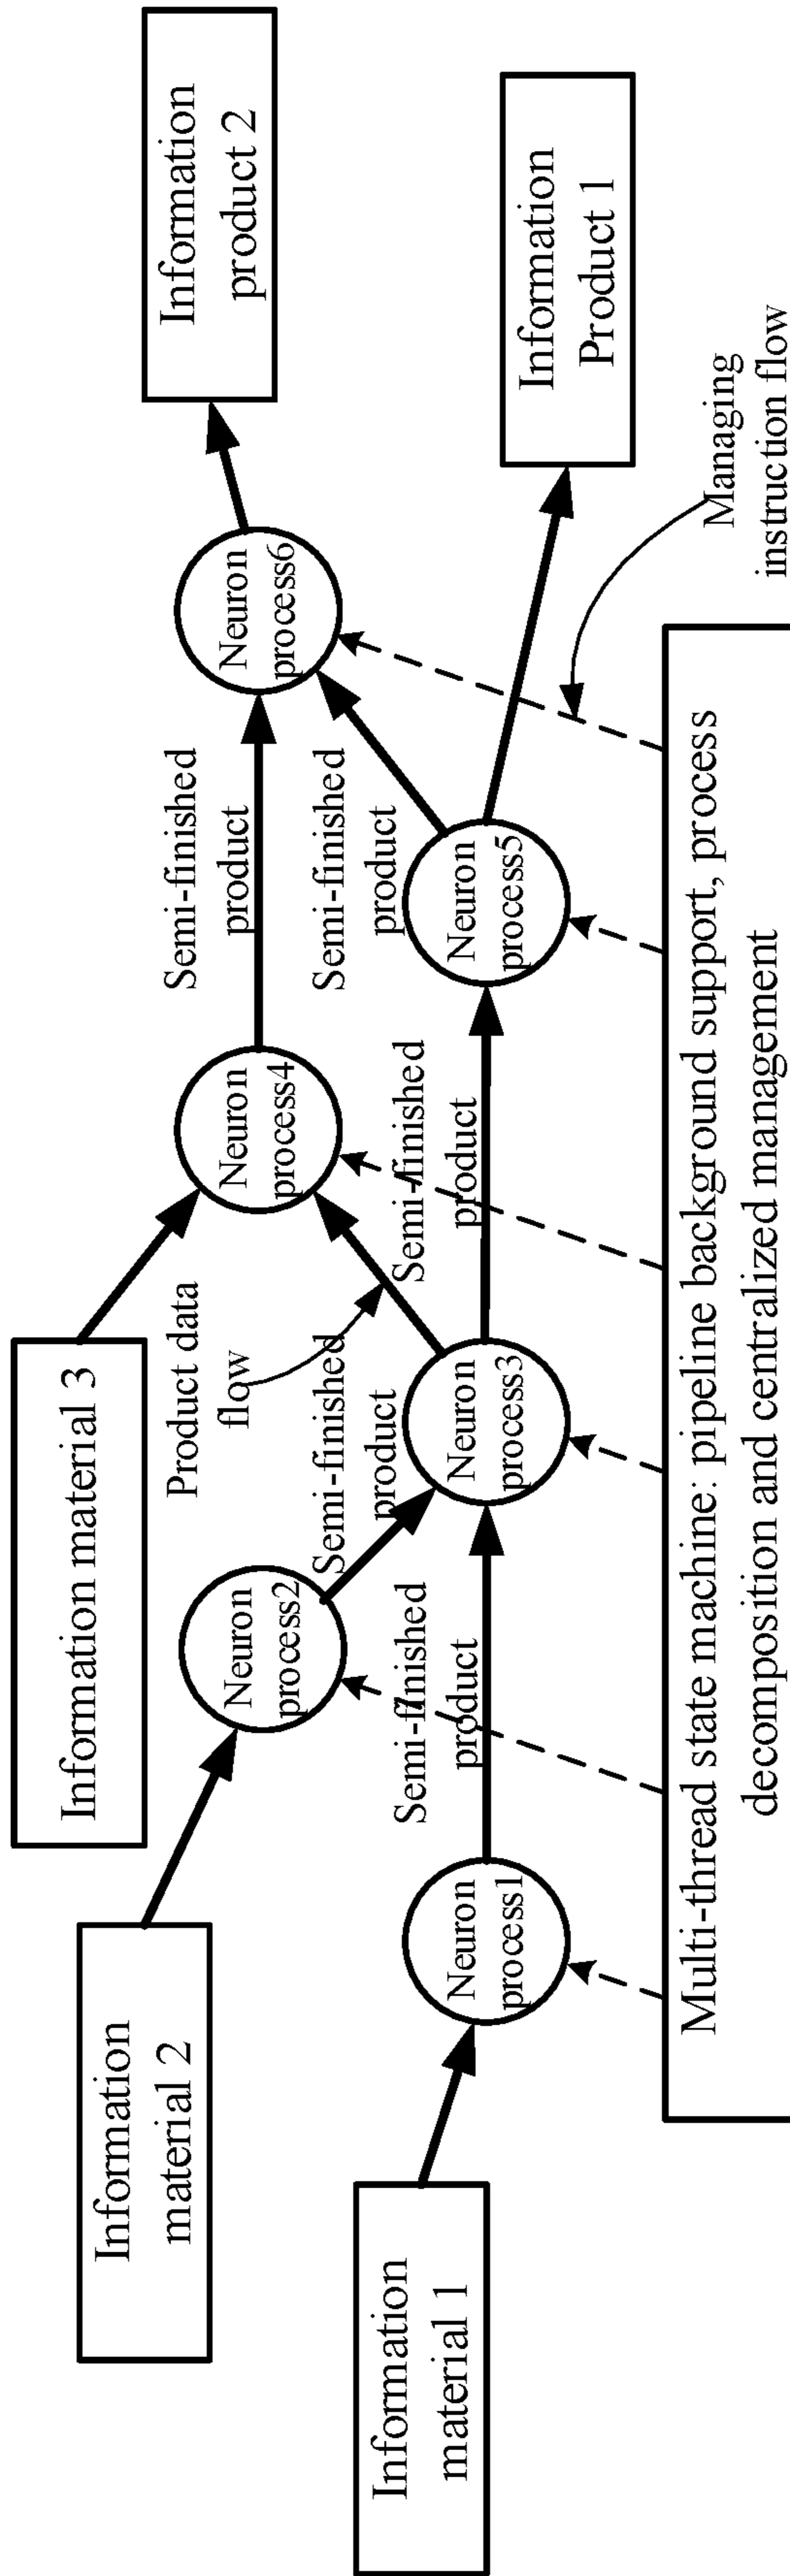 Information
material 1
Information
material 2
Information material 3
Neuron
process1
Neuron
process2
Semi-finished
product
Semi-finished
product
Product data
flow
Neuron
process3
Neuron
process4
Semi-finished
product
Semi-finished
product
Semi-finished
product
Neuron
process5
Neuron
process6
Information
product 2
Information
Product 1
Managing
instruction flow
Multi-thread state machine: pipeline background support, process
decomposition and centralized management